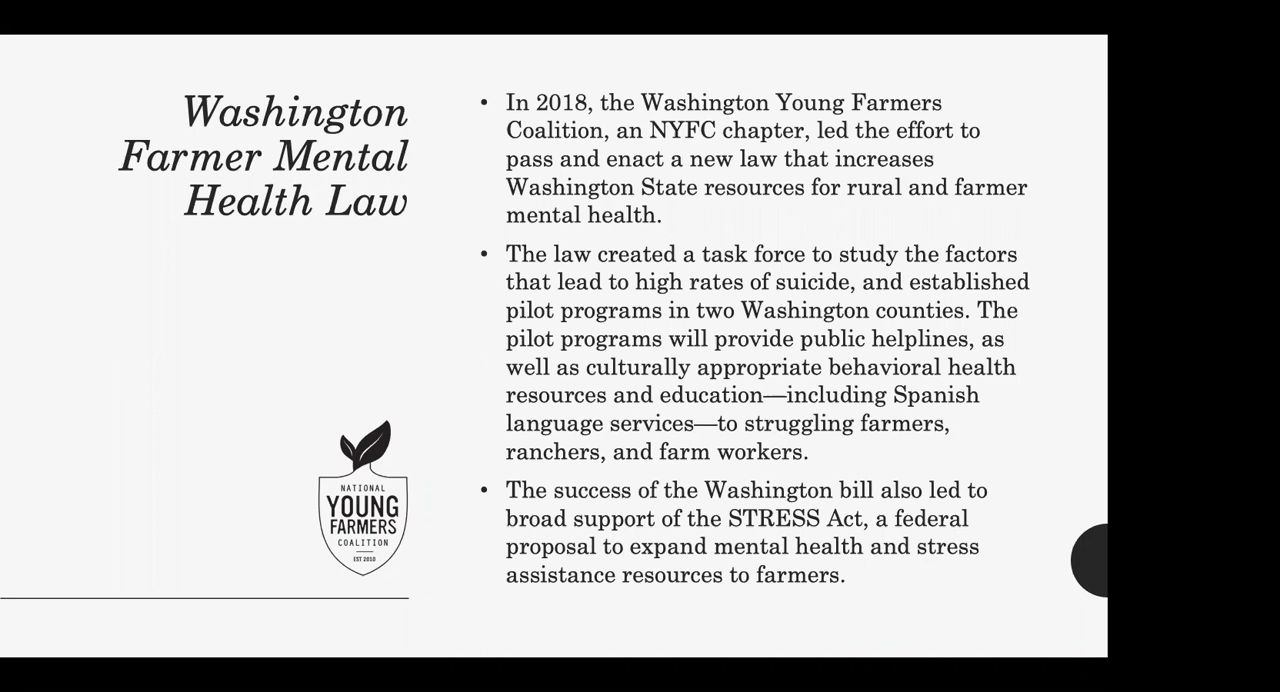 Washington
Farmer Mental
Health Law
• In 2018, the Washington Young Farmers
Coalition, an NYFC chapter, led the effort to
pass and enact a new law that increases
Washington State resources for rural and farmer
mental health.
• The law created a task force to study the factors
that lead to high rates of suicide, and established
pilot programs in two Washington counties. The
pilot programs will provide public helplines, as
well as culturally appropriate behavioral health
resources and education—including Spanish
language services—to struggling farmers,
ranchers, and farm workers.
• The success of the Washington bill also led to
broad support of the STRESS Act, a federal
proposal to expand mental health and stress
assistance resources to farmers.
NATIONAL
YOUNG
FARMERS
COALITION
EST 2010